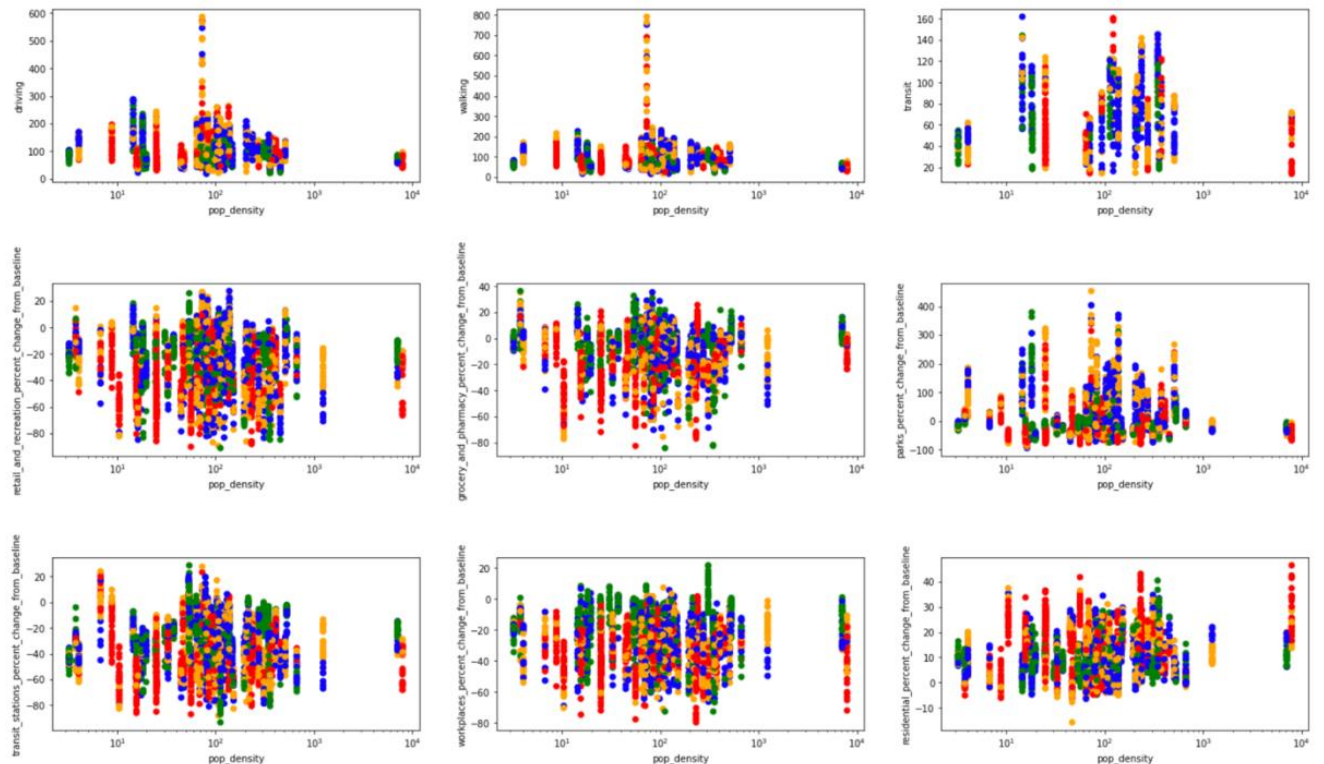 driving
600
500
400
300
200
100
0
10¹ 10² 10³ 10⁴
pop_density
walking
800
700
600
500
400
300
200
100
0
10¹ 10² 10³ 10⁴
pop_density
transit
160
140
120
100
80
60
40
20
10¹ 10² 10³ 10⁴
pop_density
retail_and_recreation_percent_change_from_baseline
20
0
−20
−40
−60
−80
10¹ 10² 10³ 10⁴
pop_density
grocery_and_pharmacy_percent_change_from_baseline
40
20
0
−20
−40
−60
−80
10¹ 10² 10³ 10⁴
pop_density
parks_percent_change_from_baseline
400
300
200
100
0
−100
10¹ 10² 10³ 10⁴
pop_density
transit_stations_percent_change_from_baseline
20
0
−20
−40
−60
−80
10¹ 10² 10³ 10⁴
pop_density
workplaces_percent_change_from_baseline
20
0
−20
−40
−60
−80
10¹ 10² 10³ 10⁴
pop_density
residential_percent_change_from_baseline
40
30
20
10
0
−10
10¹ 10² 10³ 10⁴
pop_density